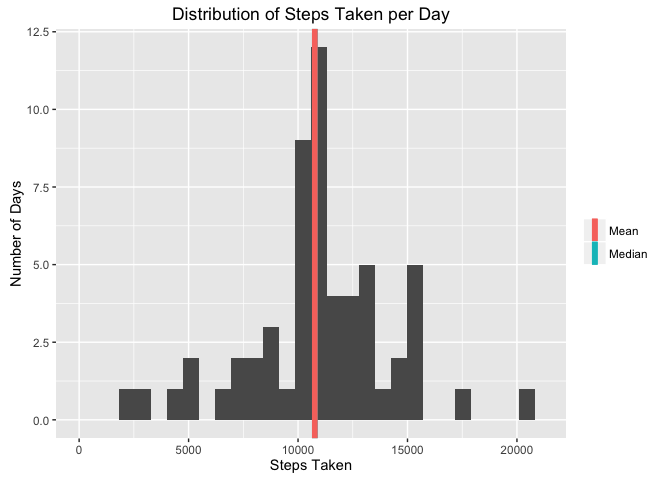 Distribution of Steps Taken per Day
12.5
10.0
7.5
5.0
2.5
0.0
Number of Days
0 5000 10000 15000 20000
Steps Taken
Mean
Median